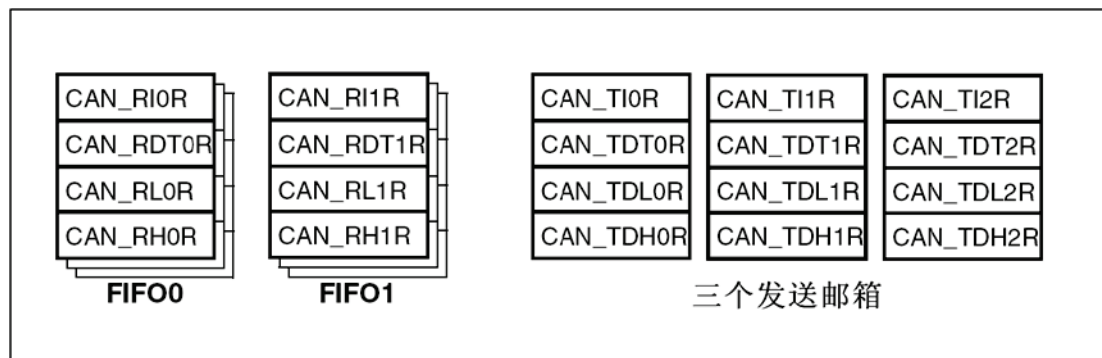 CAN_RI0R CAN_RI1R CAN_TI0R CAN_TI1R CAN_TI2R
CAN_RDT0R CAN_RDT1R CAN_TDT0R CAN_TDT1R CAN_TDT2R
CAN_RL0R CAN_RL1R CAN_TDL0R CAN_TDL1R CAN_TDL2R
CAN_RH0R CAN_RH1R CAN_TDH0R CAN_TDH1R CAN_TDH2R
FIFO0 FIFO1 三个发送邮箱